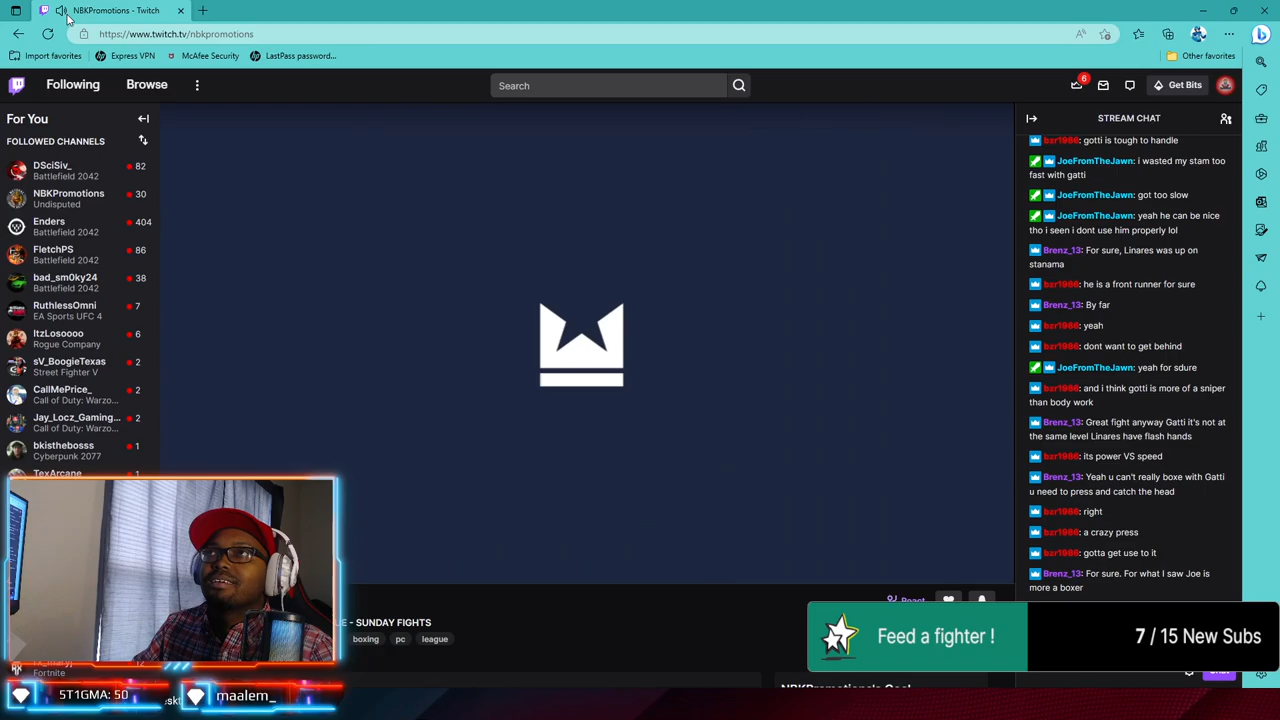 NBKPromotions - Twitch
https://www.twitch.tv/nbkpromotions
Import favorites
Express VPN
McAfee Security
LastPass password...
Other favorites
Following
Browse
Search
6
Get Bits
For You
FOLLOWED CHANNELS
DSciSiv_
82
Battlefield 2042
NBKPromotions
30
Undisputed
Enders
404
Battlefield 2042
FletchPS
86
Battlefield 2042
bad_sm0ky24
38
Battlefield 2042
RuthlessOmni
7
EA Sports UFC 4
ItzLosoooo
6
Rogue Company
sV_BoogieTexas
2
Street Fighter V
CallMePrice_
2
Call of Duty: Warzo...
Jay_Locz_Gaming...
2
Call of Duty: Warzo...
bkisthebosss
1
Cyberpunk 2077
TexArcane
1
12
Fortnite
ST1GMA: 50
maalem_
- SUNDAY FIGHTS
boxing
pc
league
React
STREAM CHAT
bzr1986: gotti is tough to handle
JoeFromTheJawn: i wasted my stam too
fast with gatti
JoeFromTheJawn: got too slow
JoeFromTheJawn: yeah he can be nice
tho i seen i dont use him properly lol
Brenz_13: For sure, Linares was up on
stanama
bzr1986: he is a front runner for sure
Brenz_13: By far
bzr1986: yeah
bzr1986: dont want to get behind
JoeFromTheJawn: yeah for sdure
bzr1986: and i think gotti is more of a sniper
than body work
Brenz_13: Great fight anyway Gatti it's not at
the same level Linares have flash hands
bzr1986: its power VS speed
Brenz_13: Yeah u can't really boxe with Gatti
u need to press and catch the head
bzr1986: right
bzr1986: a crazy press
bzr1986: gotta get use to it
Brenz_13: For sure. For what I saw Joe is
more a boxer
Feed a fighter !
7 / 15 New Subs
NBKPromotions's Goal
Chat